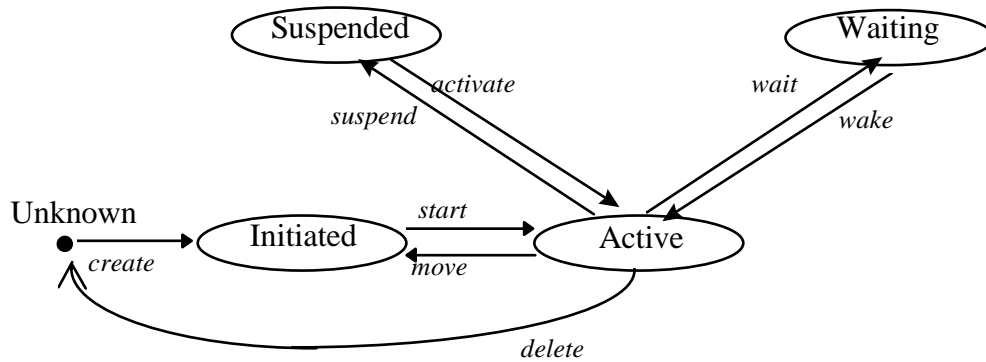 Suspended
Waiting
activate
wait
suspend
wake
Unknown
start
Initiated
Active
create
move
delete